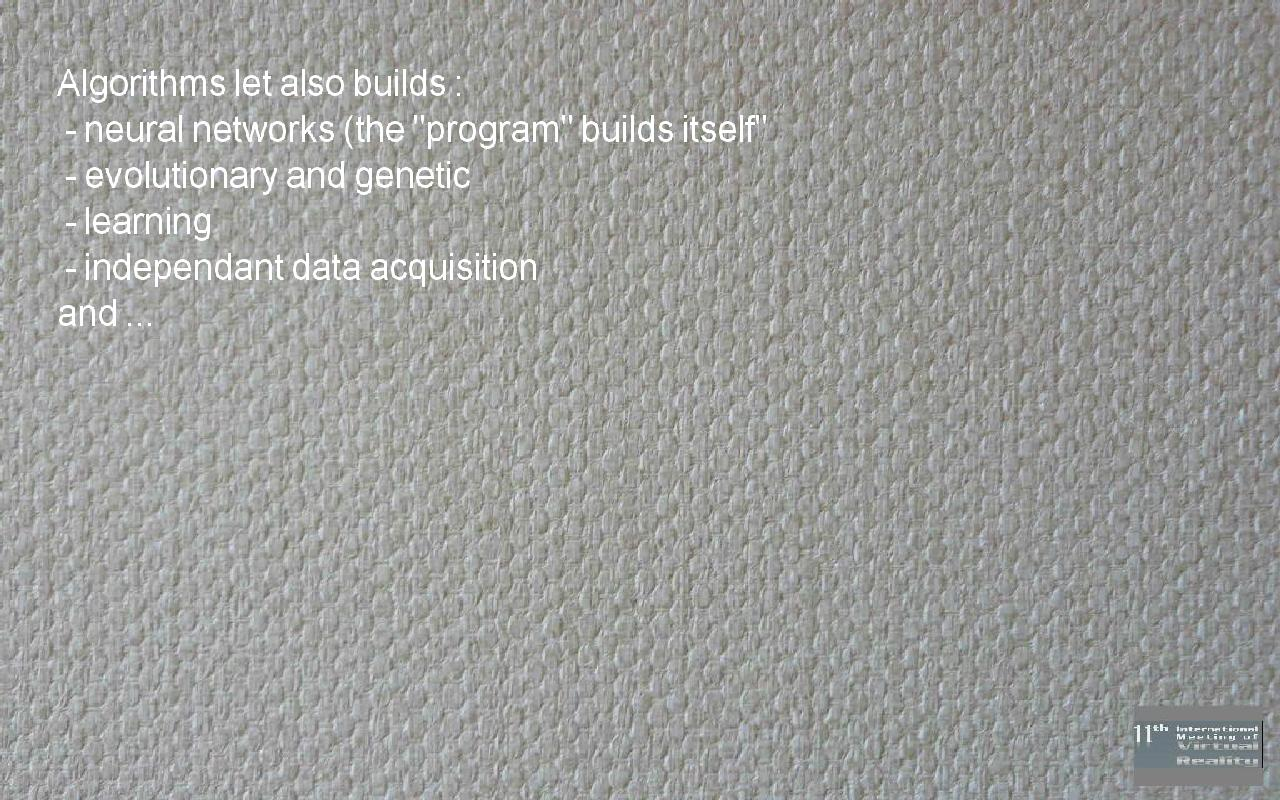 Algorithms let also builds :
- neural networks (the "program" builds itself"
- evolutionary and genetic
- learning
- independant data acquisition
and ...
11th International
Meeting of
Virtual
Reality